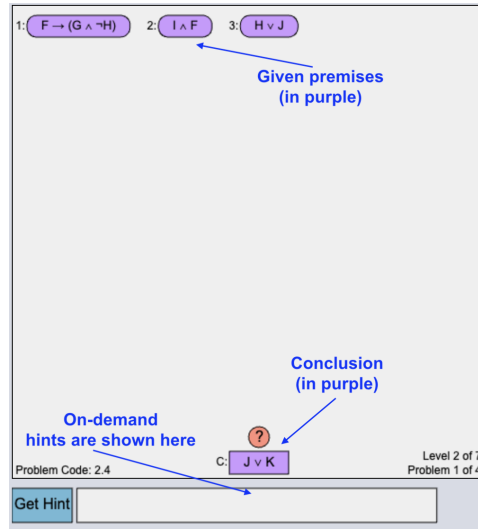 1: F → (G ∧ ¬H) 2: I ∧ F 3: H ∨ J
Given premises
(in purple)
Conclusion
(in purple)
On-demand
hints are shown here
?
C: J ∨ K
Level 2 of 7
Problem Code: 2.4
Problem 1 of 4
Get Hint